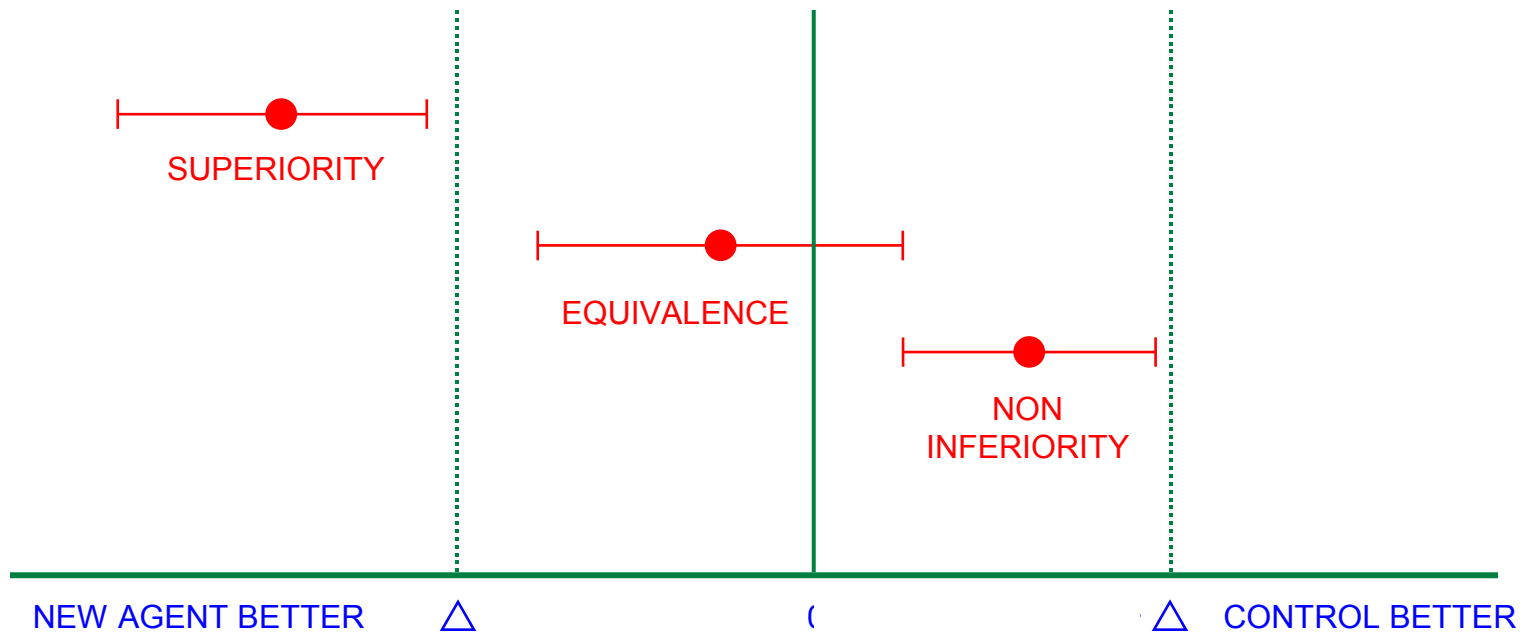 SUPERIORITY
EQUIVALENCE
NON
INFERIORITY
NEW AGENT BETTER △ △ CONTROL BETTER